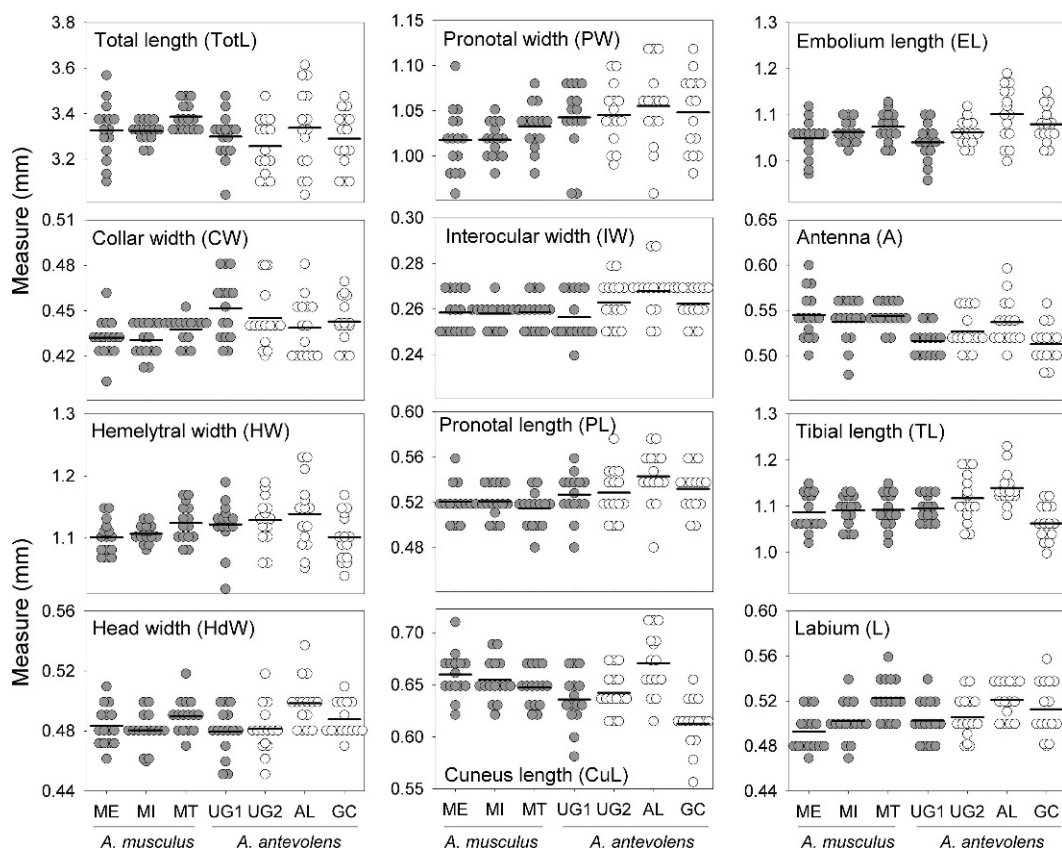 Measure (mm)
Total length (TotL)
3.8
3.6
3.4
3.2
Pronotal width (PW)
1.15
1.10
1.05
1.00
Embolium length (EL)
1.3
1.2
1.1
1.0
Collar width (CW)
0.51
0.48
0.45
0.42
Interocular width (IW)
0.30
0.28
0.26
0.24
Antenna (A)
0.65
0.60
0.55
0.50
Measure (mm)
Hemelytral width (HW)
1.3
1.2
1.1
Pronotal length (PL)
0.60
0.56
0.52
0.48
Tibial length (TL)
1.3
1.2
1.1
1.0
Head width (HdW)
0.56
0.52
0.48
0.44
Cuneus length (CuL)
0.70
0.65
0.60
0.55
Labium (L)
0.60
0.56
0.52
0.48
0.44
ME MI MT UG1 UG2 AL GC
A. musculus A. antevolens
ME MI MT UG1 UG2 AL GC
A. musculus A. antevolens
ME MI MT UG1 UG2 AL GC
A. musculus A. antevolens